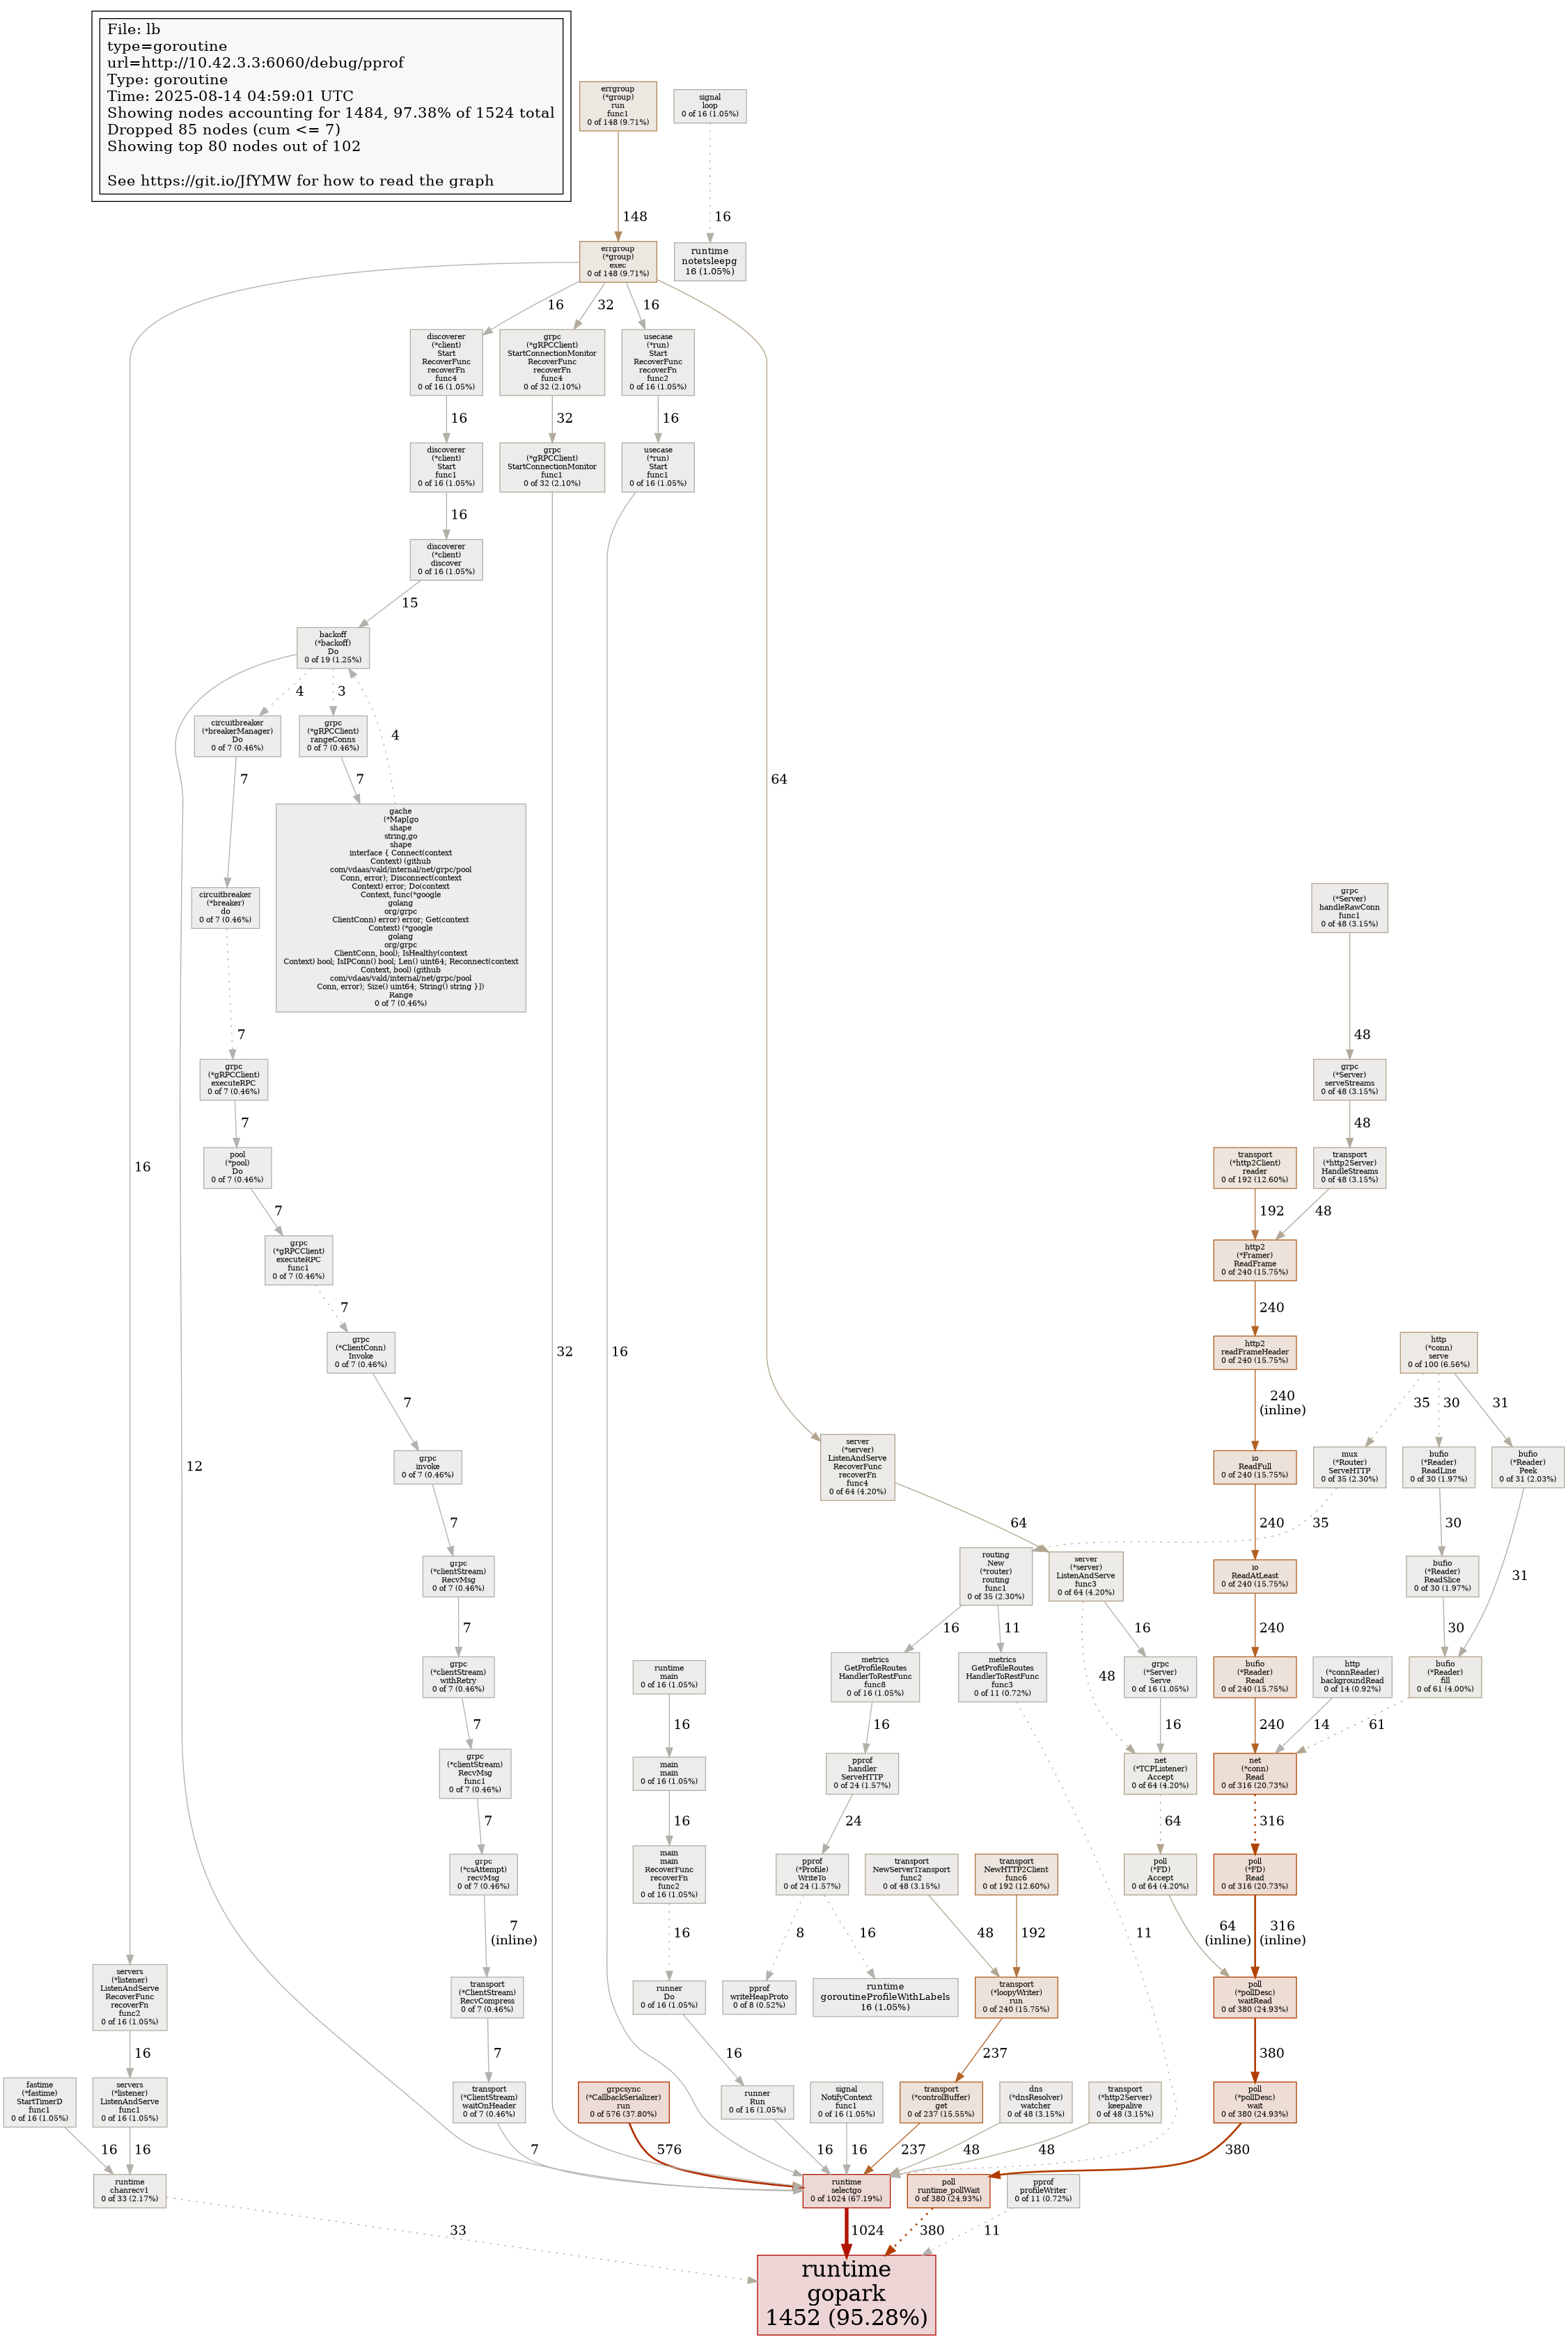 File: lb
type=goroutine
url=http://10.42.3.3:6060/debug/pprof
Type: goroutine
Time: 2025-08-14 04:59:01 UTC
Showing nodes accounting for 1484, 97.38% of 1524 total
Dropped 85 nodes (cum <= 7)
Showing top 80 nodes out of 102
See https://git.io/JfYMW for how to read the graph
errgroup
(*group)
run
func1
0 of 148 (9.71%)
signal
loop
0 of 16 (1.05%)
148
16
errgroup
(*group)
exec
0 of 148 (9.71%)
runtime
notetsleepg
16 (1.05%)
16
32
16
discoverer
(*client)
Start
RecoverFunc
recoverFn
func4
0 of 16 (1.05%)
grpc
(*gRPCClient)
StartConnectionMonitor
RecoverFunc
recoverFn
func4
0 of 32 (2.10%)
usecase
(*run)
Start
RecoverFunc
recoverFn
func2
0 of 16 (1.05%)
16
32
16
discoverer
(*client)
Start
func1
0 of 16 (1.05%)
grpc
(*gRPCClient)
StartConnectionMonitor
func1
0 of 32 (2.10%)
usecase
(*run)
Start
func1
0 of 16 (1.05%)
16
discoverer
(*client)
discover
0 of 16 (1.05%)
15
backoff
(*backoff)
Do
0 of 19 (1.25%)
4
3
4
64
circuitbreaker
(*breakerManager)
Do
0 of 7 (0.46%)
grpc
(*gRPCClient)
rangeConns
0 of 7 (0.46%)
7
7
gache
(*Map[go
shape
string,go
shape
interface { Connect(context
Context) (github
com/vdaas/vald/internal/net/grpc/pool
Conn, error); Disconnect(context
Context) error; Do(context
Context, func(*google
golang
org/grpc
ClientConn) error) error; Get(context
Context) (*google
golang
org/grpc
ClientConn, bool); IsHealthy(context
Context) bool; IsIPConn() bool; Len() uint64; Reconnect(context
Context, bool) (github
com/vdaas/vald/internal/net/grpc/pool
Conn, error); Size() uint64; String() string }])
Range
0 of 7 (0.46%)
circuitbreaker
(*breaker)
do
0 of 7 (0.46%)
grpc
(*Server)
handleRawConn
func1
0 of 48 (3.15%)
7
48
grpc
(*gRPCClient)
executeRPC
0 of 7 (0.46%)
grpc
(*Server)
serveStreams
0 of 48 (3.15%)
7
48
16
pool
(*pool)
Do
0 of 7 (0.46%)
transport
(*http2Client)
reader
0 of 192 (12.60%)
transport
(*http2Server)
HandleStreams
0 of 48 (3.15%)
7
192
48
grpc
(*gRPCClient)
executeRPC
func1
0 of 7 (0.46%)
http2
(*Framer)
ReadFrame
0 of 240 (15.75%)
7
240
32
16
grpc
(*ClientConn)
Invoke
0 of 7 (0.46%)
http2
readFrameHeader
0 of 240 (15.75%)
http
(*conn)
serve
0 of 100 (6.56%)
7
240
(inline)
35
30
31
12
grpc
invoke
0 of 7 (0.46%)
server
(*server)
ListenAndServe
RecoverFunc
recoverFn
func4
0 of 64 (4.20%)
io
ReadFull
0 of 240 (15.75%)
mux
(*Router)
ServeHTTP
0 of 35 (2.30%)
bufio
(*Reader)
ReadLine
0 of 30 (1.97%)
bufio
(*Reader)
Peek
0 of 31 (2.03%)
7
64
240
35
30
31
grpc
(*clientStream)
RecvMsg
0 of 7 (0.46%)
routing
New
(*router)
routing
func1
0 of 35 (2.30%)
server
(*server)
ListenAndServe
func3
0 of 64 (4.20%)
io
ReadAtLeast
0 of 240 (15.75%)
bufio
(*Reader)
ReadSlice
0 of 30 (1.97%)
7
16
11
16
48
240
30
grpc
(*clientStream)
withRetry
0 of 7 (0.46%)
runtime
main
0 of 16 (1.05%)
metrics
GetProfileRoutes
HandlerToRestFunc
func8
0 of 16 (1.05%)
metrics
GetProfileRoutes
HandlerToRestFunc
func3
0 of 11 (0.72%)
grpc
(*Server)
Serve
0 of 16 (1.05%)
bufio
(*Reader)
Read
0 of 240 (15.75%)
http
(*connReader)
backgroundRead
0 of 14 (0.92%)
bufio
(*Reader)
fill
0 of 61 (4.00%)
7
16
16
16
240
14
61
grpc
(*clientStream)
RecvMsg
func1
0 of 7 (0.46%)
main
main
0 of 16 (1.05%)
pprof
handler
ServeHTTP
0 of 24 (1.57%)
net
(*TCPListener)
Accept
0 of 64 (4.20%)
net
(*conn)
Read
0 of 316 (20.73%)
7
16
24
64
316
grpc
(*csAttempt)
recvMsg
0 of 7 (0.46%)
main
main
RecoverFunc
recoverFn
func2
0 of 16 (1.05%)
pprof
(*Profile)
WriteTo
0 of 24 (1.57%)
transport
NewServerTransport
func2
0 of 48 (3.15%)
transport
NewHTTP2Client
func6
0 of 192 (12.60%)
poll
(*FD)
Accept
0 of 64 (4.20%)
poll
(*FD)
Read
0 of 316 (20.73%)
7
(inline)
16
8
16
48
192
11
64
(inline)
316
(inline)
servers
(*listener)
ListenAndServe
RecoverFunc
recoverFn
func2
0 of 16 (1.05%)
transport
(*ClientStream)
RecvCompress
0 of 7 (0.46%)
runner
Do
0 of 16 (1.05%)
pprof
writeHeapProto
0 of 8 (0.52%)
runtime
goroutineProfileWithLabels
16 (1.05%)
transport
(*loopyWriter)
run
0 of 240 (15.75%)
poll
(*pollDesc)
waitRead
0 of 380 (24.93%)
16
7
16
237
380
fastime
(*fastime)
StartTimerD
func1
0 of 16 (1.05%)
servers
(*listener)
ListenAndServe
func1
0 of 16 (1.05%)
transport
(*ClientStream)
waitOnHeader
0 of 7 (0.46%)
grpcsync
(*CallbackSerializer)
run
0 of 576 (37.80%)
runner
Run
0 of 16 (1.05%)
signal
NotifyContext
func1
0 of 16 (1.05%)
transport
(*controlBuffer)
get
0 of 237 (15.55%)
dns
(*dnsResolver)
watcher
0 of 48 (3.15%)
transport
(*http2Server)
keepalive
0 of 48 (3.15%)
poll
(*pollDesc)
wait
0 of 380 (24.93%)
16
16
7
576
16
16
237
48
48
380
runtime
chanrecv1
0 of 33 (2.17%)
runtime
selectgo
0 of 1024 (67.19%)
poll
runtime_pollWait
0 of 380 (24.93%)
pprof
profileWriter
0 of 11 (0.72%)
33
1024
380
11
runtime
gopark
1452 (95.28%)